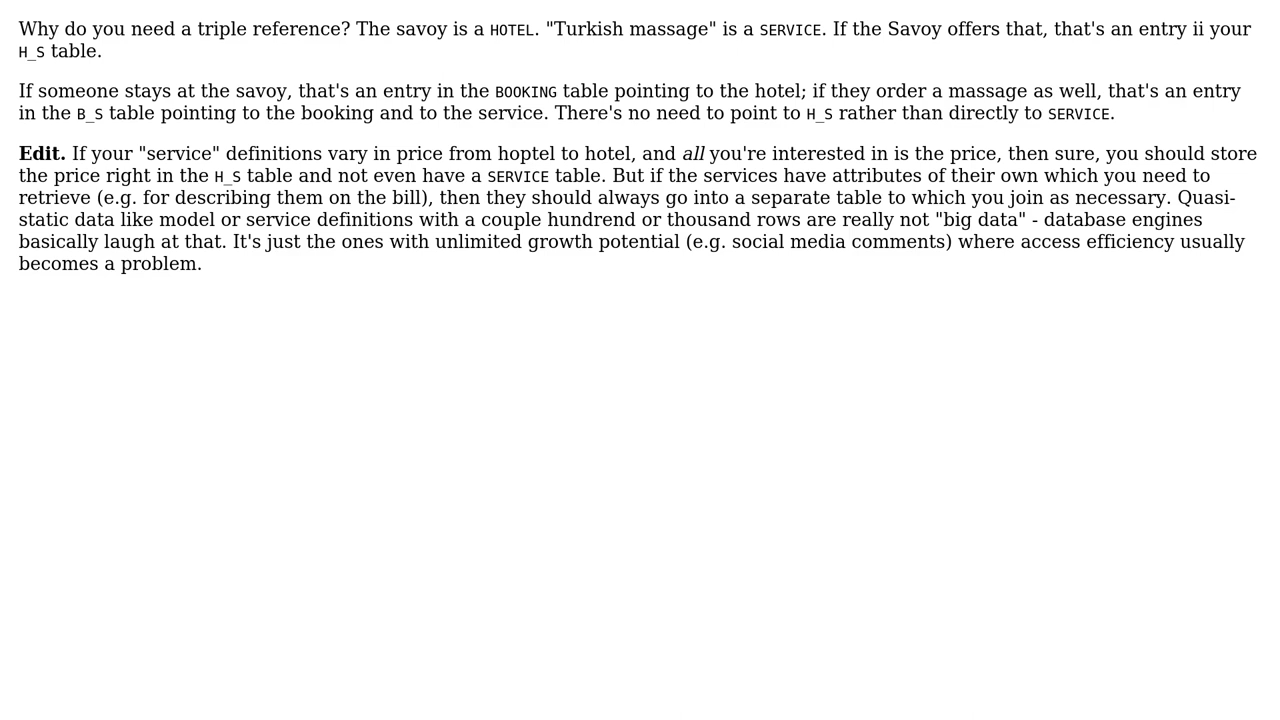 Why do you need a triple reference? The savoy is a HOTEL. "Turkish massage" is a SERVICE. If the Savoy offers that, that's an entry ii your
H_S table.
If someone stays at the savoy, that's an entry in the BOOKING table pointing to the hotel; if they order a massage as well, that's an entry
in the B_S table pointing to the booking and to the service. There's no need to point to H_S rather than directly to SERVICE.
Edit. If your "service" definitions vary in price from hoptel to hotel, and all you're interested in is the price, then sure, you should store
the price right in the H_S table and not even have a SERVICE table. But if the services have attributes of their own which you need to
retrieve (e.g. for describing them on the bill), then they should always go into a separate table to which you join as necessary. Quasi-
static data like model or service definitions with a couple hundrend or thousand rows are really not "big data" - database engines
basically laugh at that. It's just the ones with unlimited growth potential (e.g. social media comments) where access efficiency usually
becomes a problem.